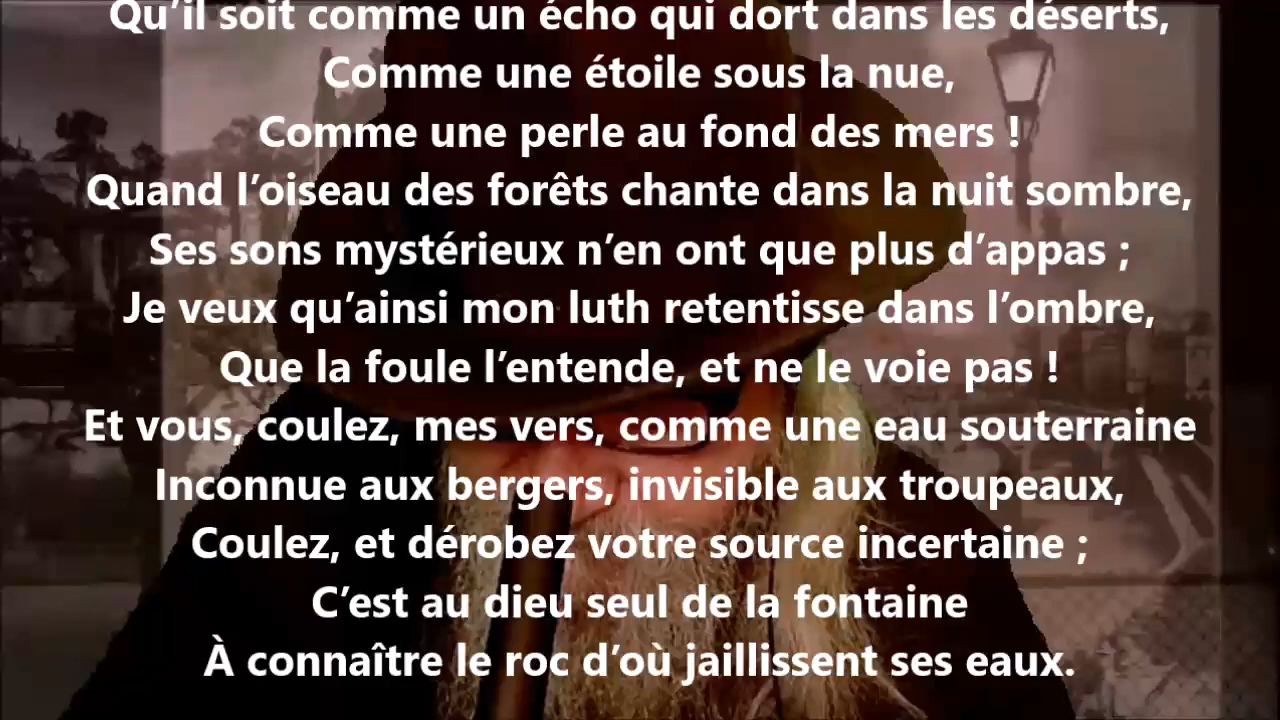 Qu’il soit comme un écho qui dort dans les déserts,
Comme une étoile sous la nue,
Comme une perle au fond des mers !
Quand l’oiseau des forêts chante dans la nuit sombre,
Ses sons mystérieux n’en ont que plus d’appas ;
Je veux qu’ainsi mon luth retentisse dans l’ombre,
Que la foule l’entende, et ne le voie pas !
Et vous, coulez, mes vers, comme une eau souterraine
Inconnue aux bergers, invisible aux troupeaux,
Coulez, et dérobez votre source incertaine ;
C’est au dieu seul de la fontaine
À connaître le roc d’où jaillissent ses eaux.